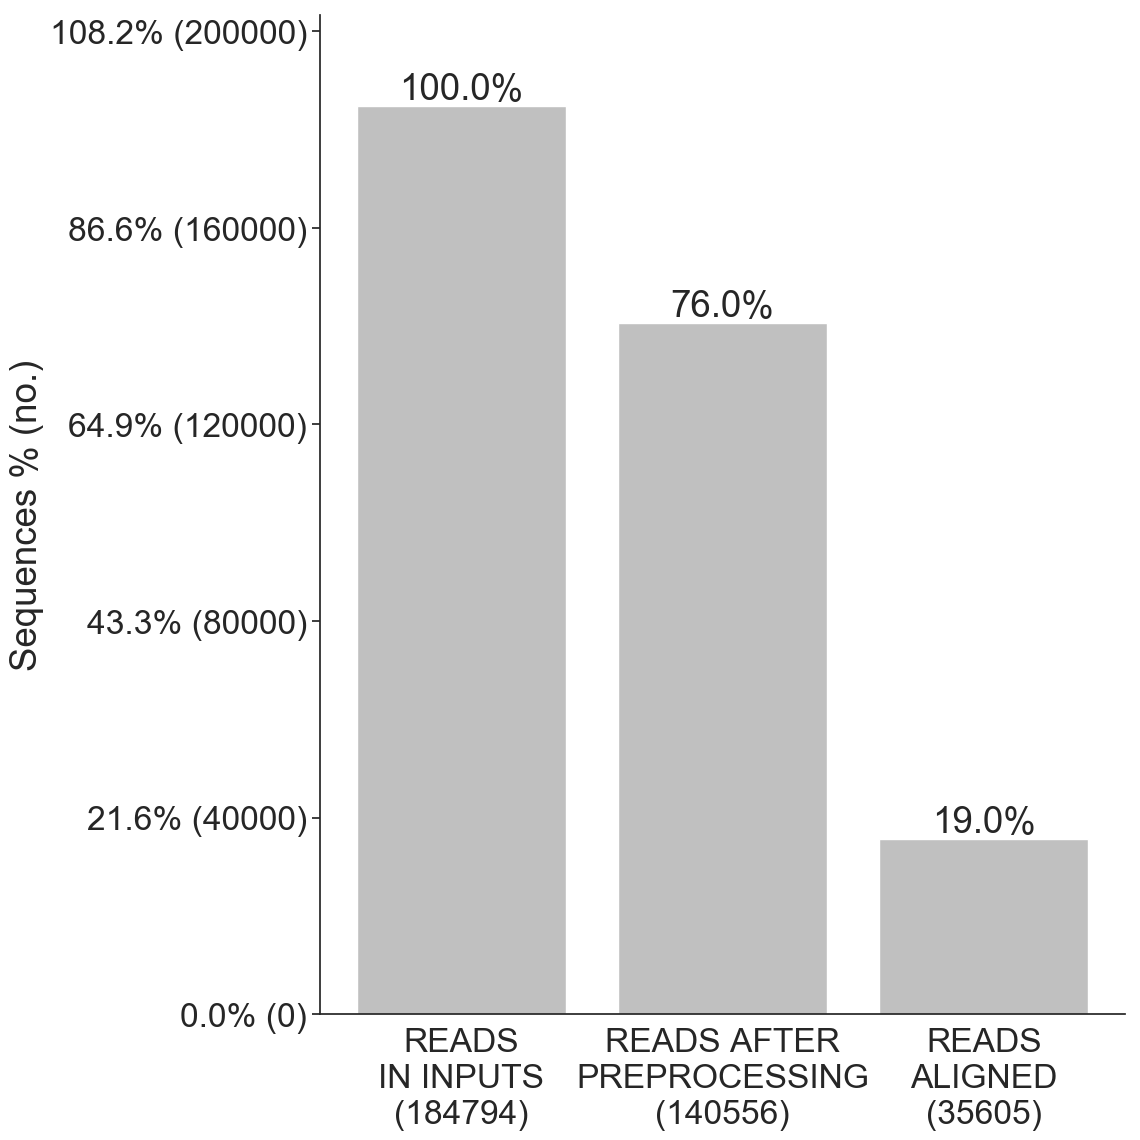 Sequences % (no.)
108.2% (200000)
86.6% (160000)
64.9% (120000)
43.3% (80000)
21.6% (40000)
0.0% (0)
100.0%
76.0%
19.0%
READS
IN INPUTS
(184794)
READS AFTER
PREPROCESSING
(140556)
READS
ALIGNED
(35605)